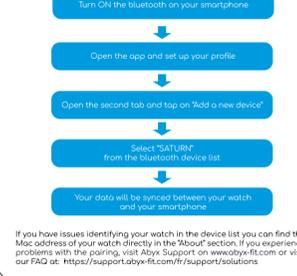 Turn ON the bluetooth on your smartphone
Open the app and set up your profile
Open the second tab and tap on "Add a new device"
Select "SATURN"
from the bluetooth device list
Your data will be synced between your watch
and your smartphone
If you have issues identifying your watch in the device list you can find
Mac address of your watch directly in the "About" section. If you
problems with the pairing, visit Abyx Support on www.abyx-fit.com or
our FAQ at: https://support.abyx-fit.com/fr/support/solutions